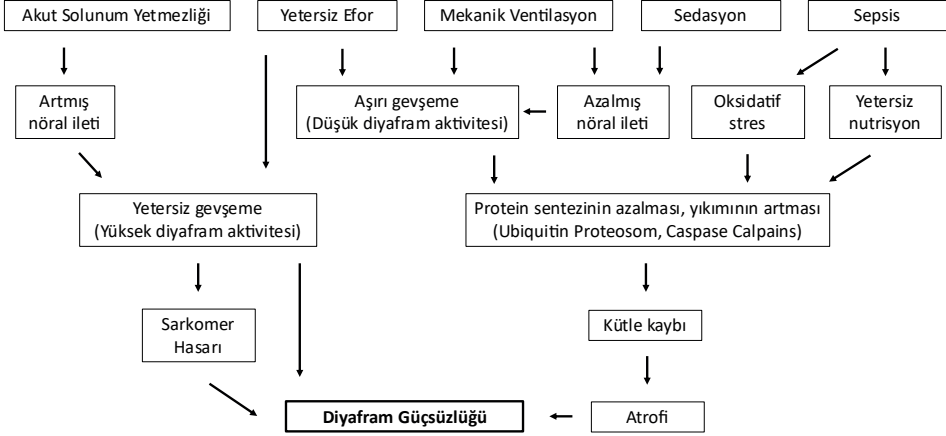 Akut Solunum Yetmezliği
Yetersiz Efor
Mekanik Ventilasyon
Sedasyon
Sepsis
Artmış
nöral ileti
Aşırı gevşeme
(Düşük diyafram aktivitesi)
Azalmış
nöral ileti
Oksidatif
stres
Yetersiz
nutrisyon
Yetersiz gevşeme
(Yüksek diyafram aktivitesi)
Protein sentezinin azalması, yıkımının artması
(Ubiquitin Proteosom, Caspase Calpains)
Sarkomer
Hasarı
Kütle kaybı
Diyafram Güçsüzlüğü
Atrofi